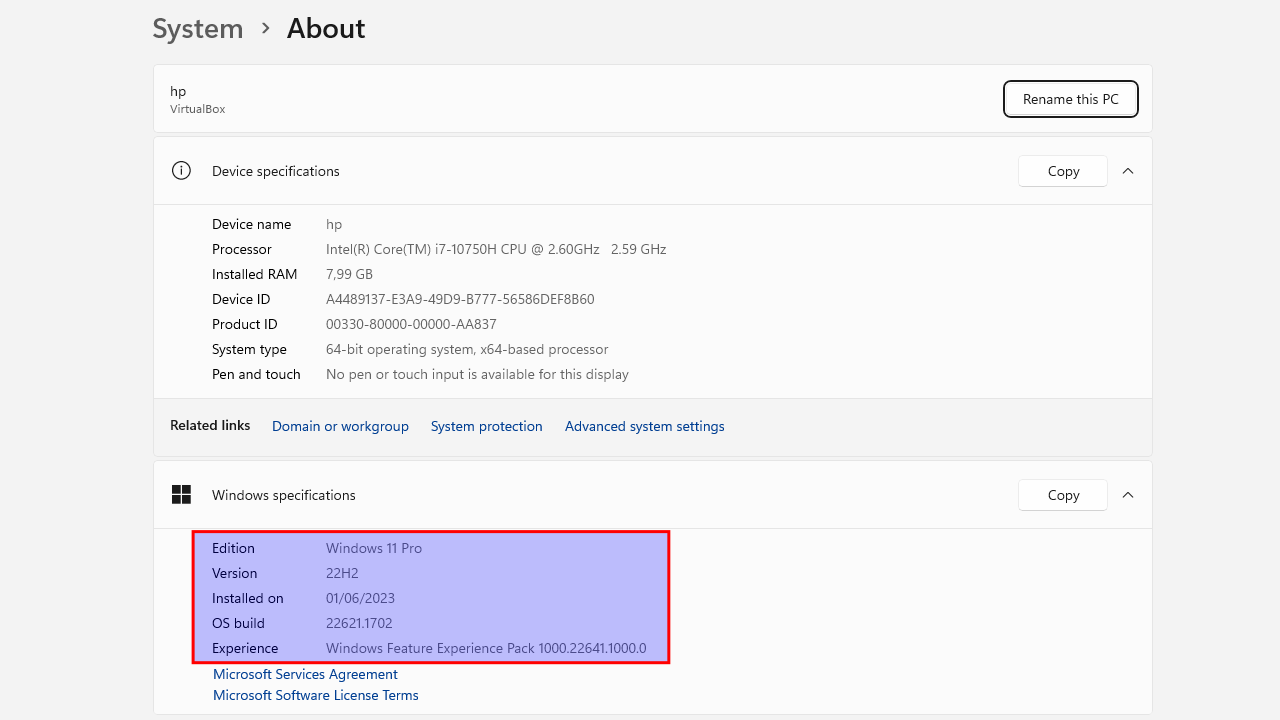 System > About
hp
VirtualBox
Rename this PC
Device specifications
Copy
Device name hp
Processor Intel(R) Core(TM) i7-10750H CPU @ 2.60GHz 2.59 GHz
Installed RAM 7,99 GB
Device ID A4489137-E3A9-49D9-B777-56586DEF8B60
Product ID 00330-80000-00000-AA837
System type 64-bit operating system, x64-based processor
Pen and touch No pen or touch input is available for this display
Related links Domain or workgroup System protection Advanced system settings
Windows specifications
Copy
Edition Windows 11 Pro
Version 22H2
Installed on 01/06/2023
OS build 22621.1702
Experience Windows Feature Experience Pack 1000.22641.1000.0
Microsoft Services Agreement
Microsoft Software License Terms